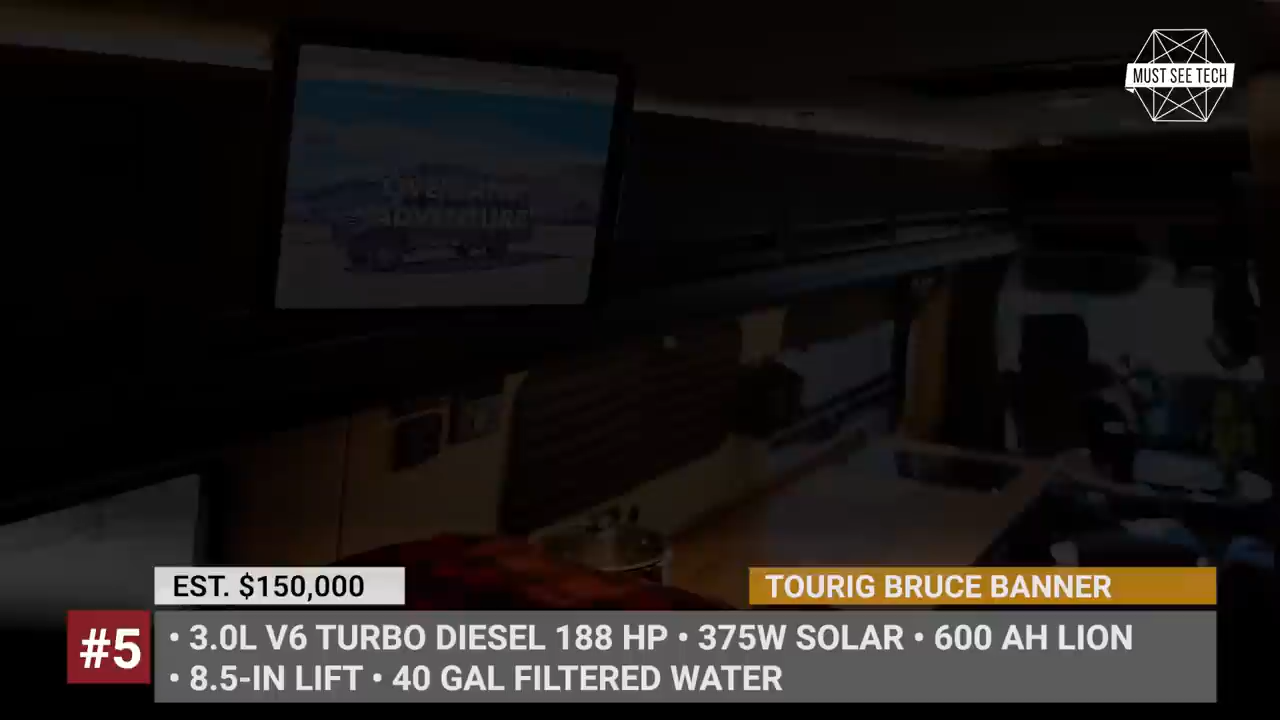 MUST SEE TECH
ADVENTURE
EST. $150,000
TOURIG BRUCE BANNER
#5
• 3.0L V6 TURBO DIESEL 188 HP • 375W SOLAR • 600 AH LION
• 8.5-IN LIFT • 40 GAL FILTERED WATER